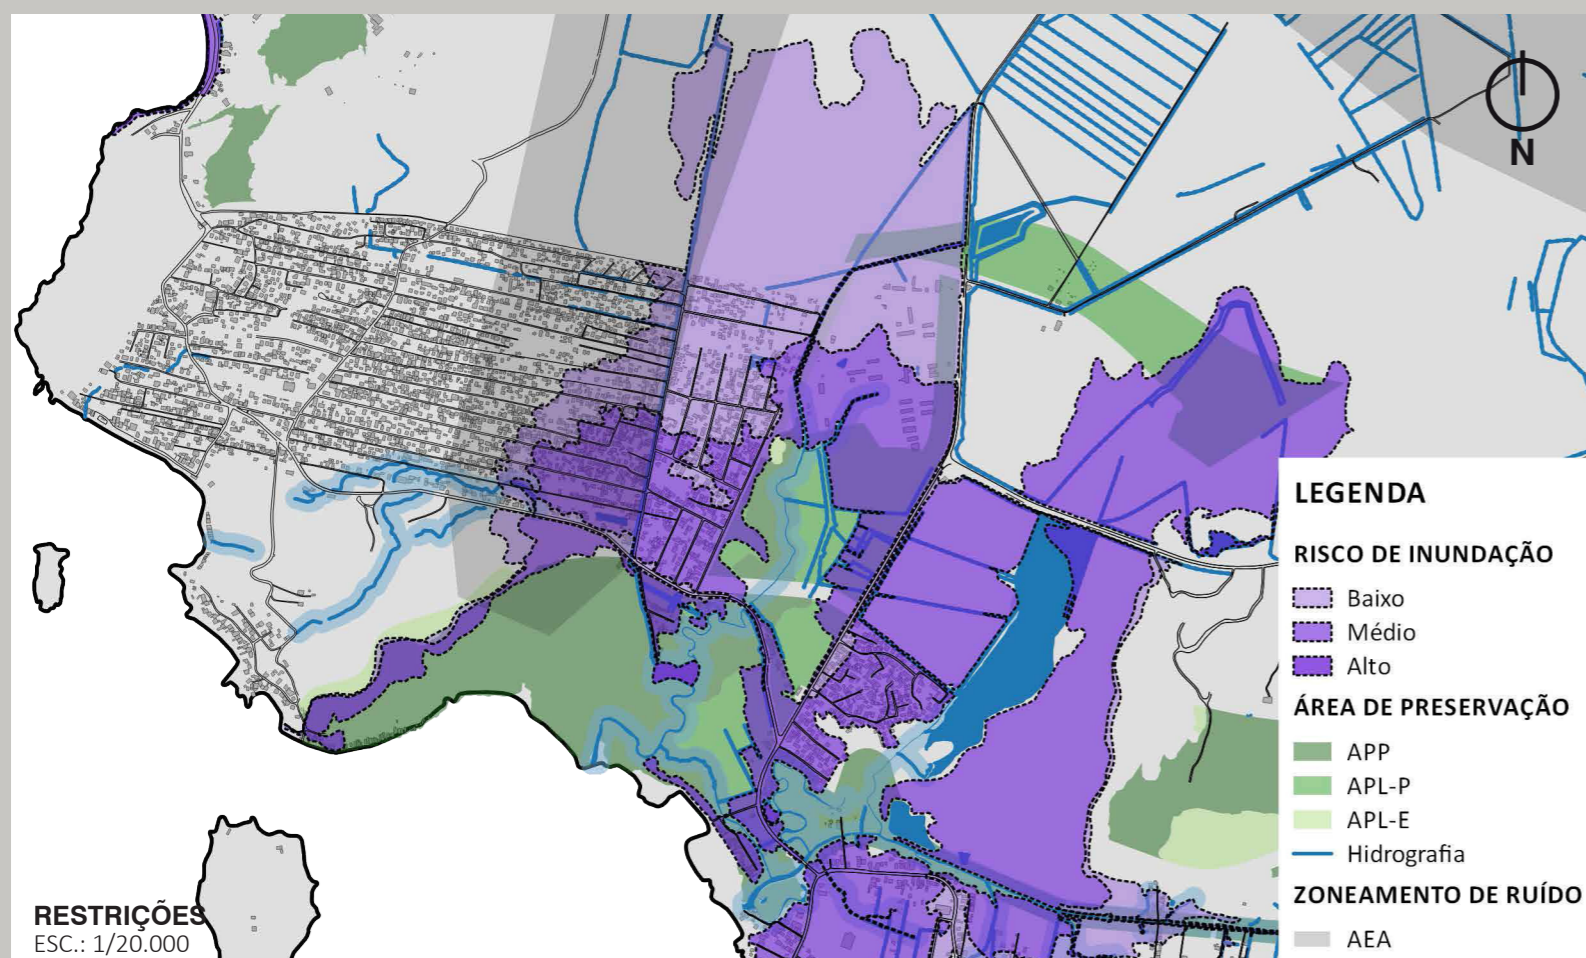 N
LEGENDA
RISCO DE INUNDAÇÃO
Baixo
Médio
Alto
ÁREA DE PRESERVAÇÃO
APP
APL-P
APL-E
Hidrografia
ZONEAMENTO DE RUÍDO
AEA
RESTRIÇÕES
ESC.: 1/20.000